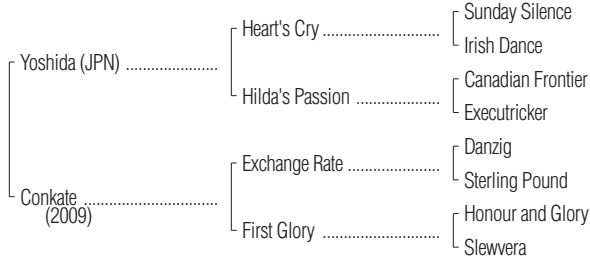 Sunday Silence
Heart's Cry ........................
Irish Dance
Yoshida (JPN) ........................
Canadian Frontier
Hilda's Passion .....................
Executricker
Danzig
Exchange Rate .....................
Sterling Pound
Conkate ..................................
(2009)
Honour and Glory
First Glory ..........................
Slewvera